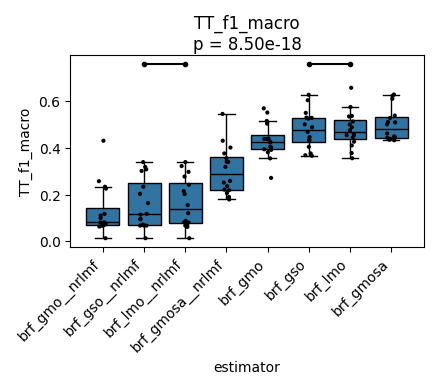 TT_f1_macro
p = 8.50e-18
TT_f1_macro
0.6
0.4
0.2
0.0
brf_gmo__nrlmf
brf_gso__nrlmf
brf_lmo__nrlmf
brf_gmosa__nrlmf
brf_gmo
brf_gso
brf_lmo
brf_gmosa
estimator